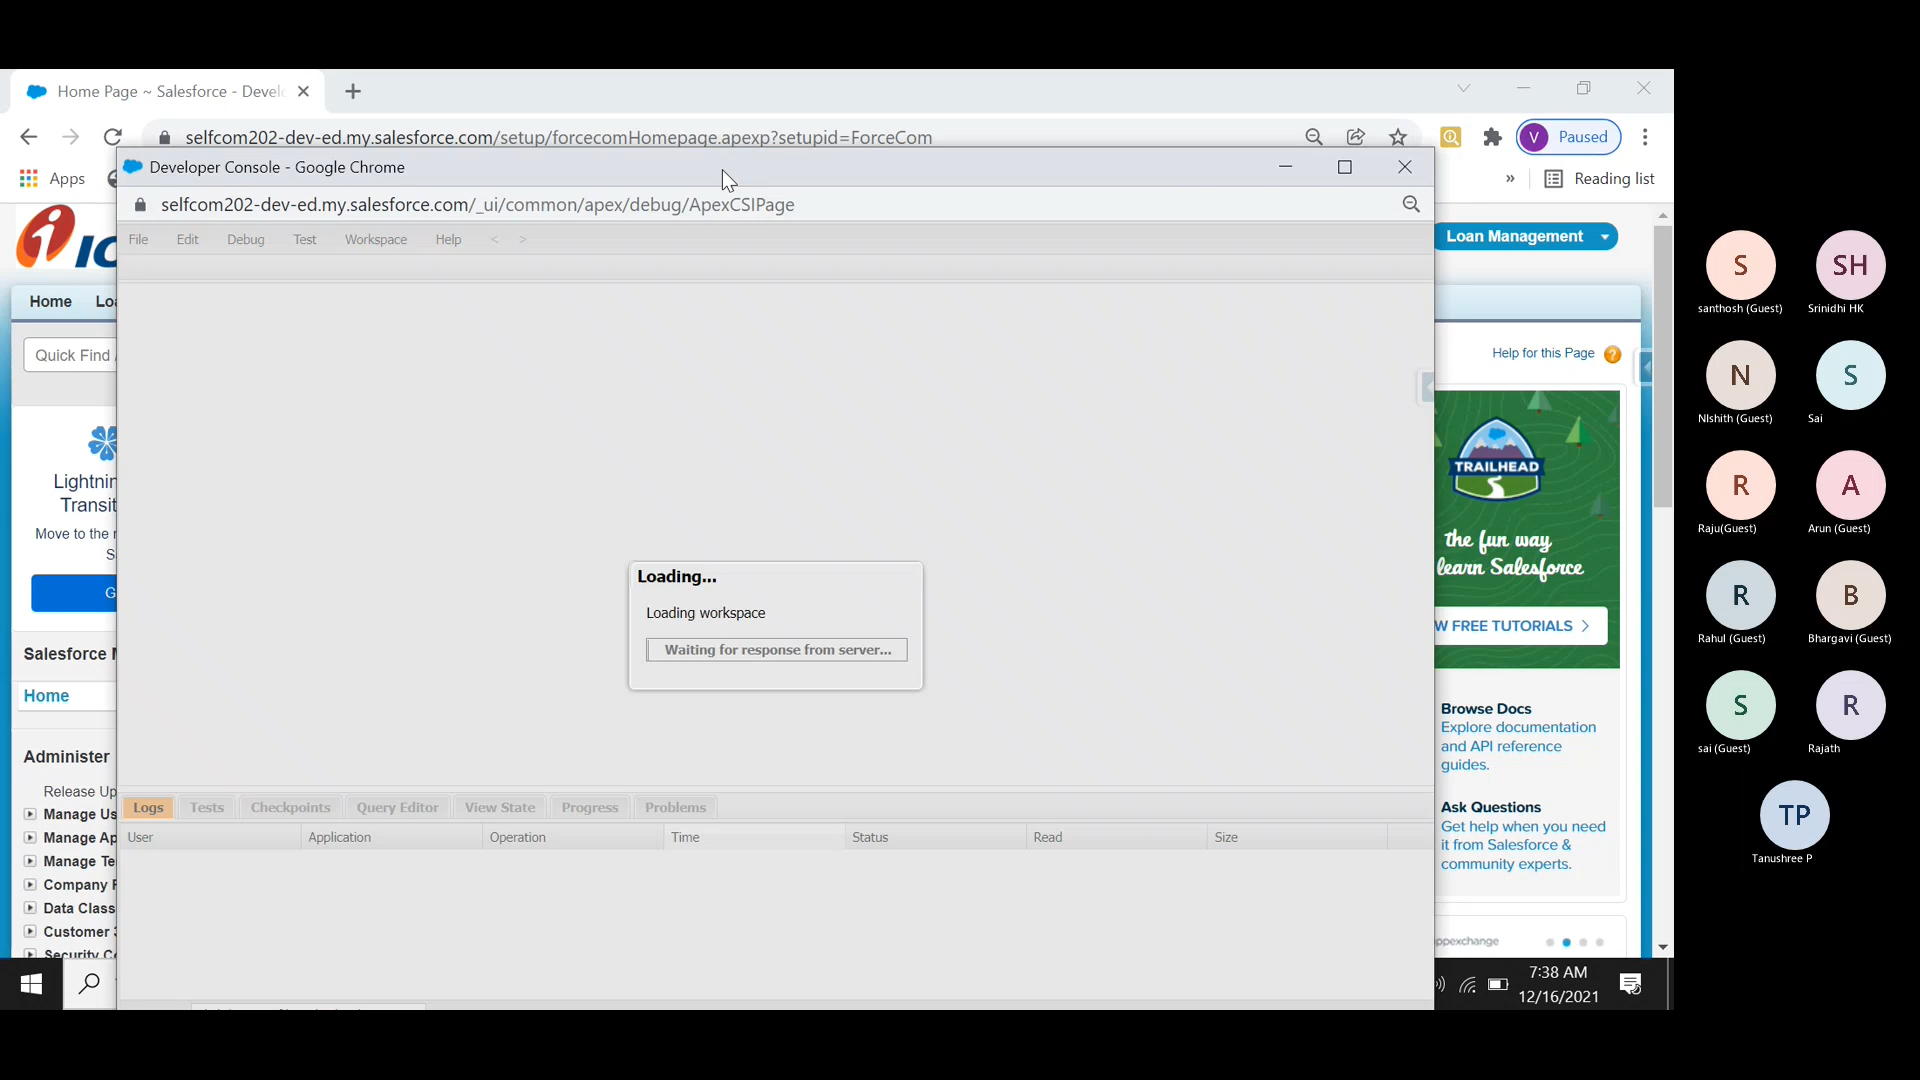 Home Page ~ Salesforce - Devel
selfcom202-dev-ed.my.salesforce.com/setup/forcecomHomepage.apexp?setupid=ForceCom
V Paused
Apps
» Reading list
Developer Console - Google Chrome
selfcom202-dev-ed.my.salesforce.com/_ui/common/apex/debug/ApexCSIPage
File Edit Debug Test Workspace Help < >
Loan Management
Home
Quick Find /
Help for this Page
Move to the
TRAILHEAD
the fun way
learn Salesforce
FREE TUTORIALS
Loading...
Loading workspace
Waiting for response from server...
Salesforce
Home
Administer
Release Up
Manage
Manage
Manage
Company
Data Class
Customer
Security
Browse Docs
Explore documentation
and API reference
guides.
Ask Questions
Get help when you need
it from Salesforce &
community experts.
Logs Tests Checkpoints Query Editor View State Progress Problems
User Application Operation Time Status Read Size
ppexchange
7:38 AM
12/16/2021
S SH
santhosh (Guest) Srinidhi HK
N S
NIshith (Guest) Sai
R A
Raju(Guest) Arun (Guest)
R B
Rahul (Guest) Bhargavi (Guest)
S R
sai (Guest) Rajath
TP
Tanushree P